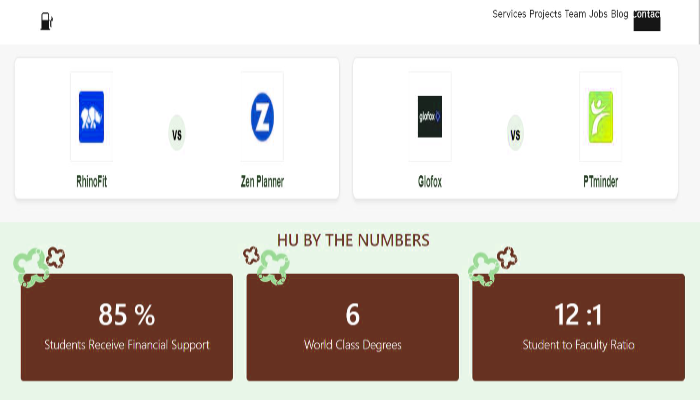 Services Projects Team Jobs Blog Contact
glofox
vs
vs
RhinoFit
Zen Planner
Glofox
PTminder
HU BY THE NUMBERS
85 %
6
12 :1
Students Receive Financial Support
World Class Degrees
Student to Faculty Ratio